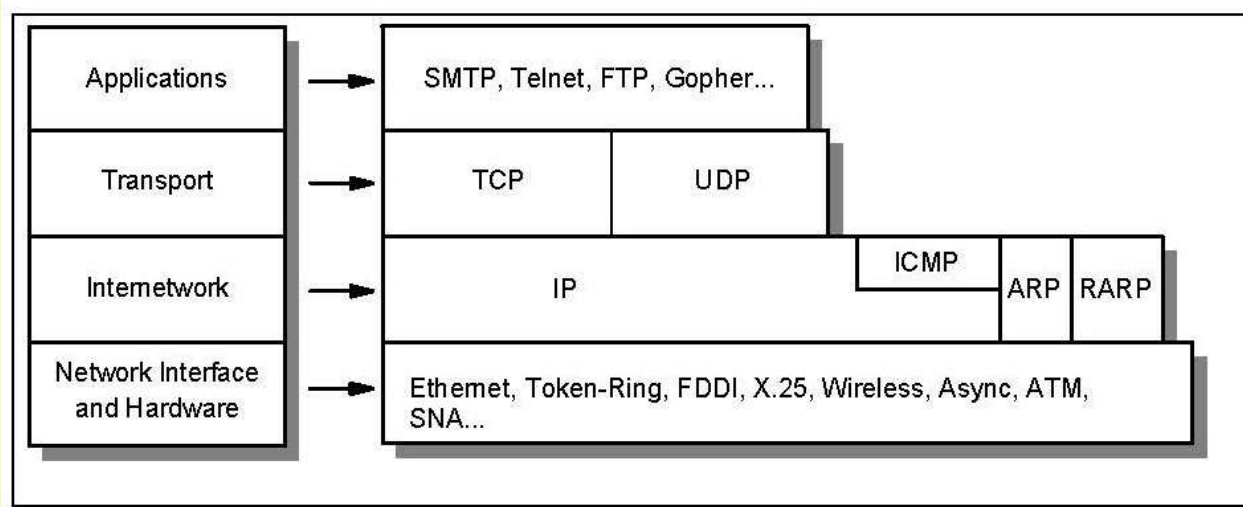 Applications
SMTP, Telnet, FTP, Gopher...
Transport
TCP
UDP
Internetwork
IP
ICMP
ARP
RARP
Network Interface
and Hardware
Ethernet, Token-Ring, FDDI, X.25, Wireless, Async, ATM,
SNA...